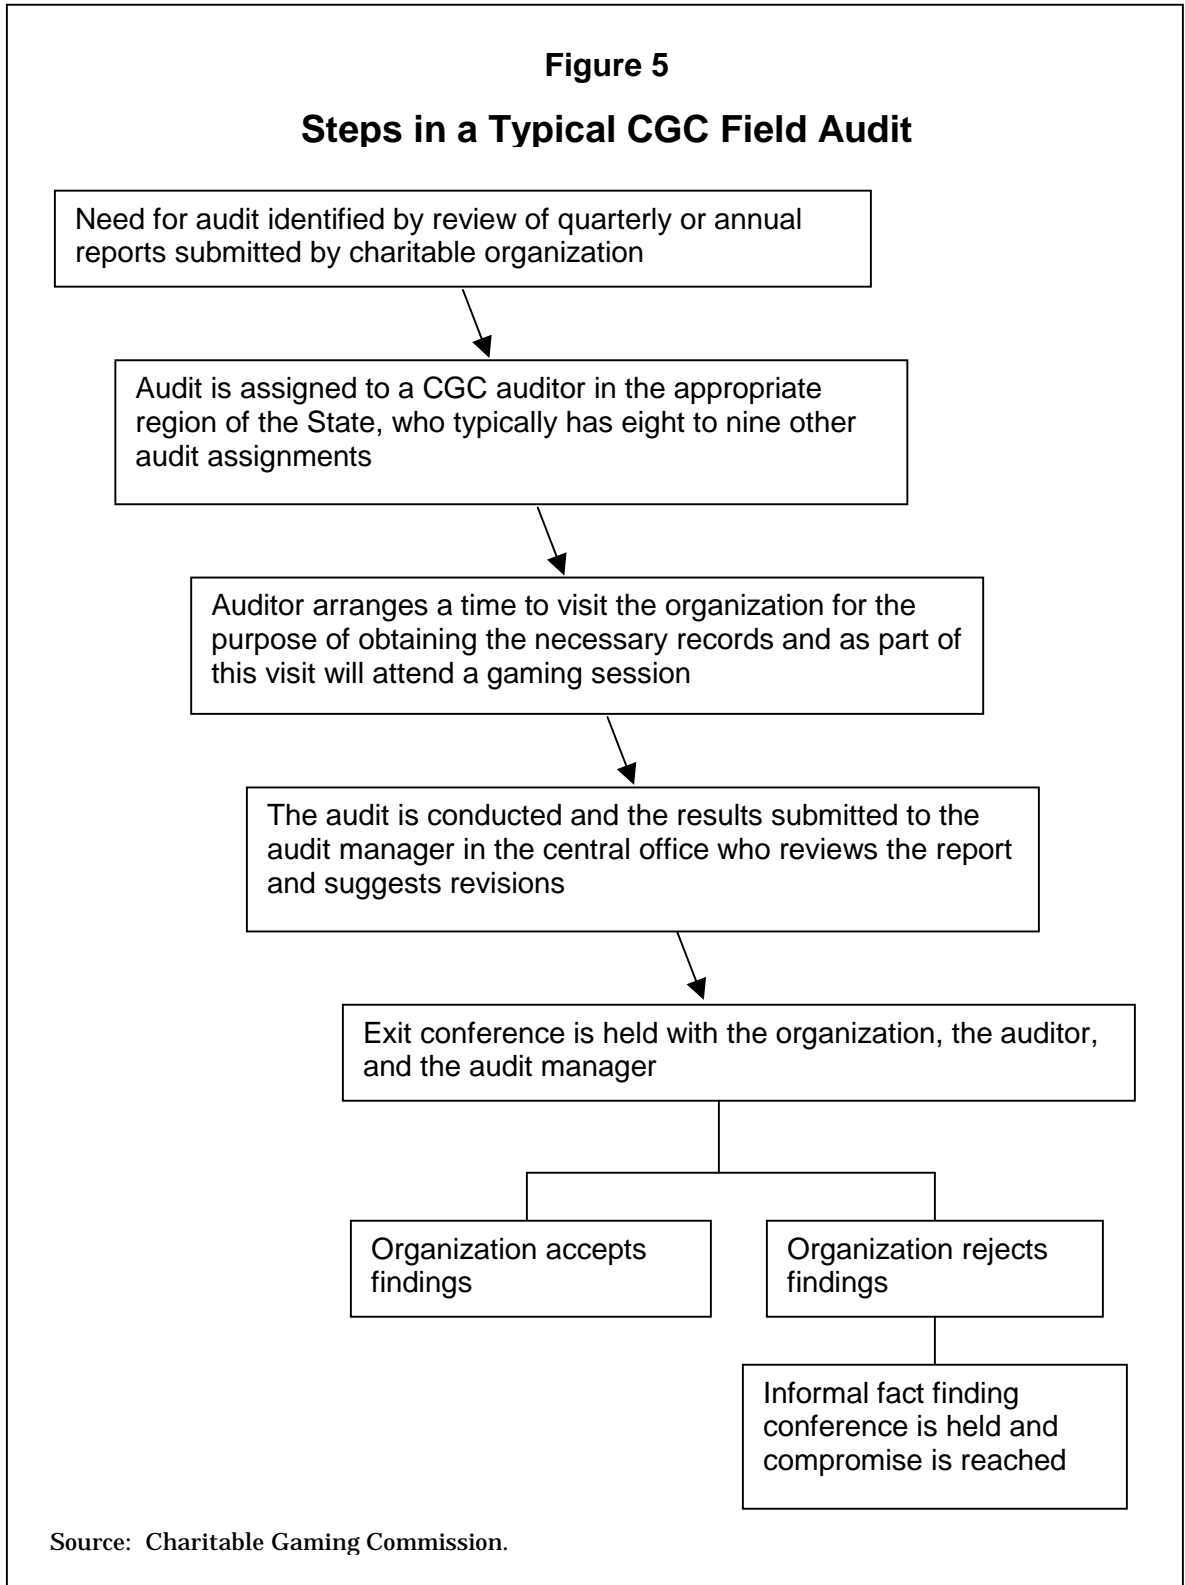 Figure 5
Steps in a Typical CGC Field Audit
Need for audit identified by review of quarterly or annual
reports submitted by charitable organization
Audit is assigned to a CGC auditor in the appropriate
region of the State, who typically has eight to nine other
audit assignments
Auditor arranges a time to visit the organization for the
purpose of obtaining the necessary records and as part of
this visit will attend a gaming session
The audit is conducted and the results submitted to the
audit manager in the central office who reviews the report
and suggests revisions
Exit conference is held with the organization, the auditor,
and the audit manager
Organization accepts
findings
Organization rejects
findings
Informal fact finding
conference is held and
compromise is reached
Source: Charitable Gaming Commission.